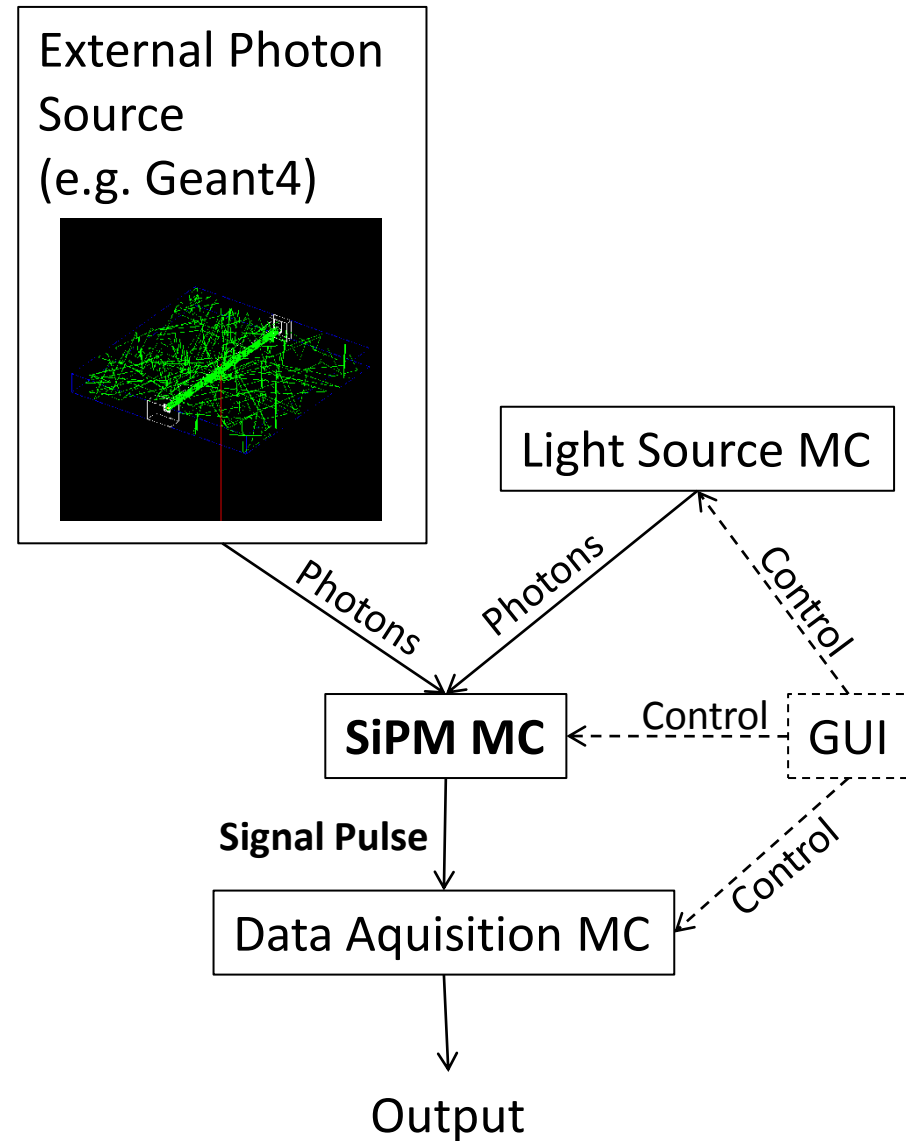 External Photon
Source
(e.g. Geant4)
Light Source MC
Photons
Photons
Control
SiPM MC
Control
GUI
Signal Pulse
Control
Data Aquisition MC
Output